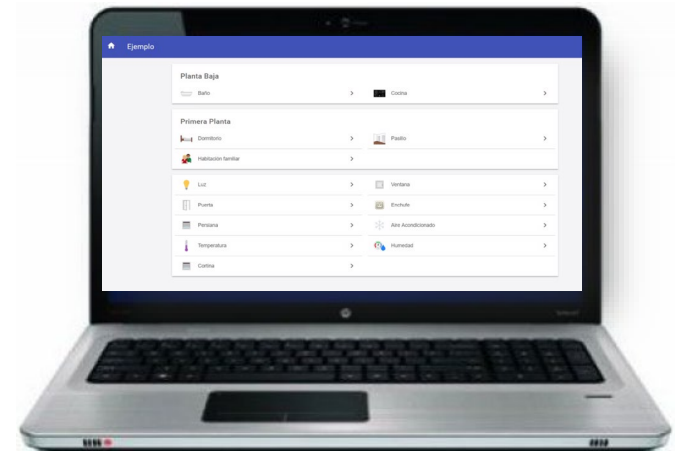 Ejemplo
Planta Baja
Baño
Cocina
Primera Planta
Dormitorio
Pasillo
Habitación familiar
Luz
Ventana
Puerta
Enchufe
Persiana
Aire Acondicionado
Temperatura
Humedad
Cortina